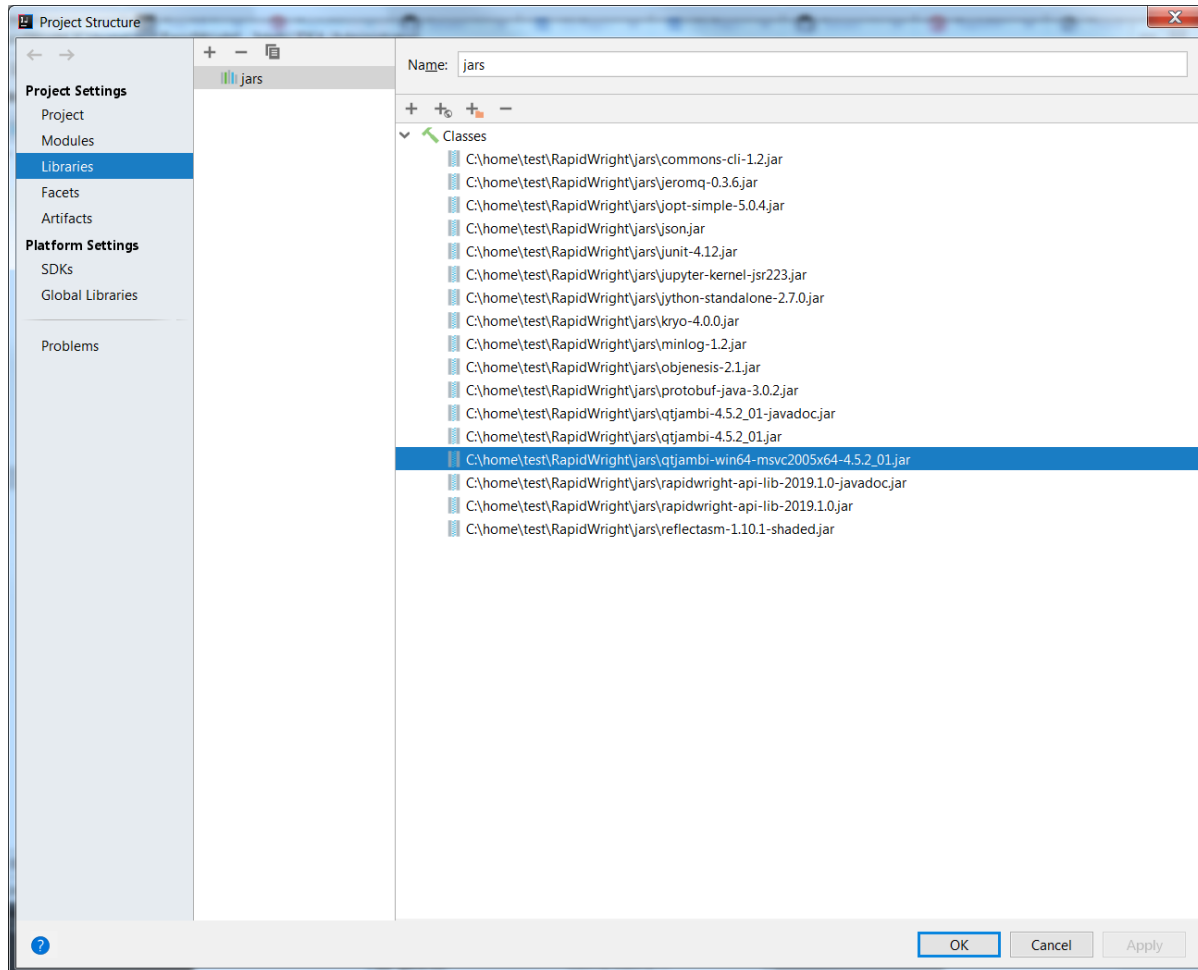 Project Structure
Project Settings
Project
Modules
Libraries
Facets
Artifacts
Platform Settings
SDKs
Global Libraries
Problems
jars
Name: jars
Classes
C:\home\test\RapidWright\jars\commons-cli-1.2.jar
C:\home\test\RapidWright\jars\jeromq-0.3.6.jar
C:\home\test\RapidWright\jars\jopt-simple-5.0.4.jar
C:\home\test\RapidWright\jars\json.jar
C:\home\test\RapidWright\jars\junit-4.12.jar
C:\home\test\RapidWright\jars\jupyter-kernel-jsr223.jar
C:\home\test\RapidWright\jars\jython-standalone-2.7.0.jar
C:\home\test\RapidWright\jars\kryo-4.0.0.jar
C:\home\test\RapidWright\jars\minlog-1.2.jar
C:\home\test\RapidWright\jars\objenesis-2.1.jar
C:\home\test\RapidWright\jars\protobuf-java-3.0.2.jar
C:\home\test\RapidWright\jars\qtjambi-4.5.2_01-javadoc.jar
C:\home\test\RapidWright\jars\qtjambi-4.5.2_01.jar
C:\home\test\RapidWright\jars\qtjambi-win64-msvc2005x64-4.5.2_01.jar
C:\home\test\RapidWright\jars\rapidwright-api-lib-2019.1.0-javadoc.jar
C:\home\test\RapidWright\jars\rapidwright-api-lib-2019.1.0.jar
C:\home\test\RapidWright\jars\reflectasm-1.10.1-shaded.jar
? OK Cancel Apply